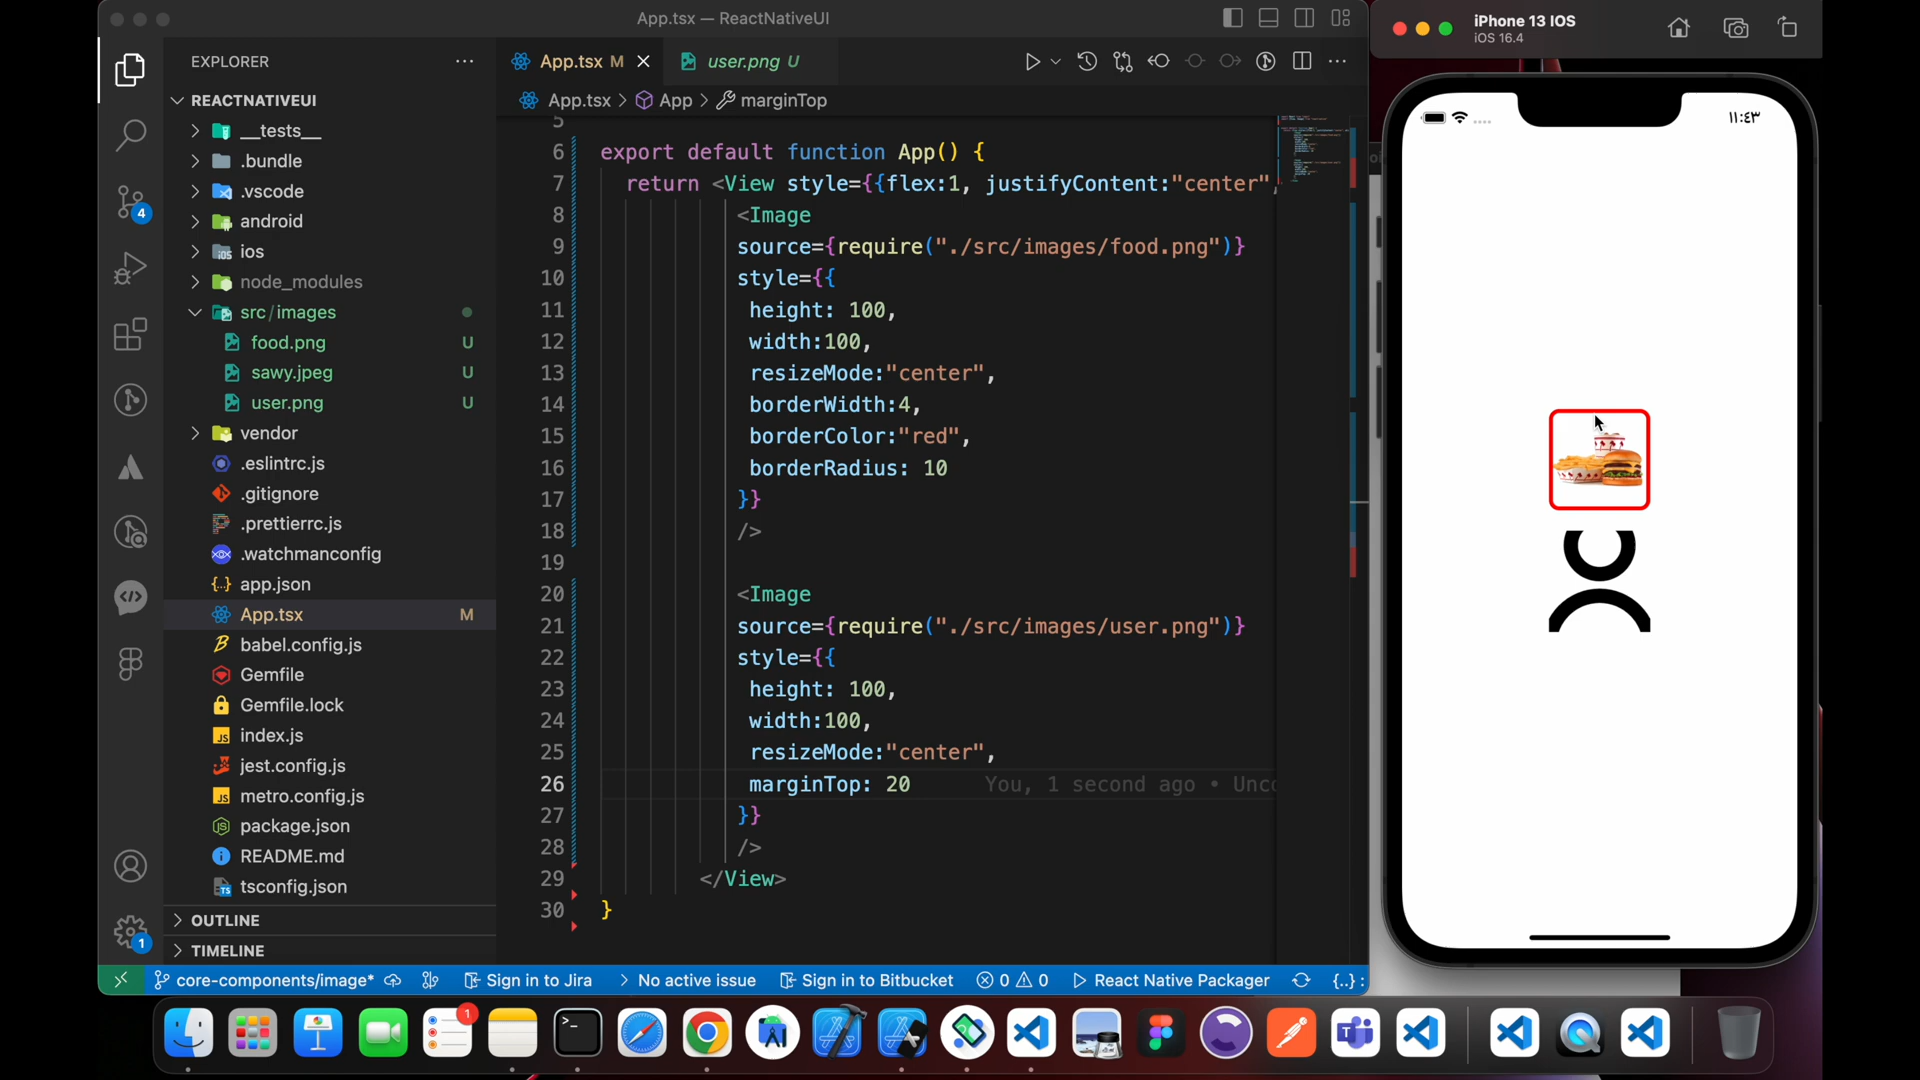 App.tsx — ReactNativeUI
iPhone 13 IOS
iOS 16.4
EXPLORER
App.tsx M
user.png U
App.tsx > App > marginTop
REACTNATIVEUI
__tests__
.bundle
.vscode
android
ios
node_modules
src/images
food.png U
sawy.jpeg U
user.png U
vendor
.eslintrc.js
.gitignore
.prettierrc.js
.watchmanconfig
app.json
App.tsx M
babel.config.js
Gemfile
Gemfile.lock
index.js
jest.config.js
metro.config.js
package.json
README.md
tsconfig.json
OUTLINE
TIMELINE
4
1
5
6 export default function App() {
7 return <View style={{flex:1, justifyContent:"center",
8 <Image
9 source={require("./src/images/food.png")}
10 style={{
11 height: 100,
12 width:100,
13 resizeMode:"center",
14 borderWidth:4,
15 borderColor:"red",
16 borderRadius: 10
17 }}
18 />
19
20 <Image
21 source={require("./src/images/user.png")}
22 style={{
23 height: 100,
24 width:100,
25 resizeMode:"center",
26 marginTop: 20 You, 1 second ago • Unco
27 }}
28 />
29 </View>
30 }
١١:٤٣
core-components/image*
Sign in to Jira
No active issue
Sign in to Bitbucket
0
0
React Native Packager
{..} :
1